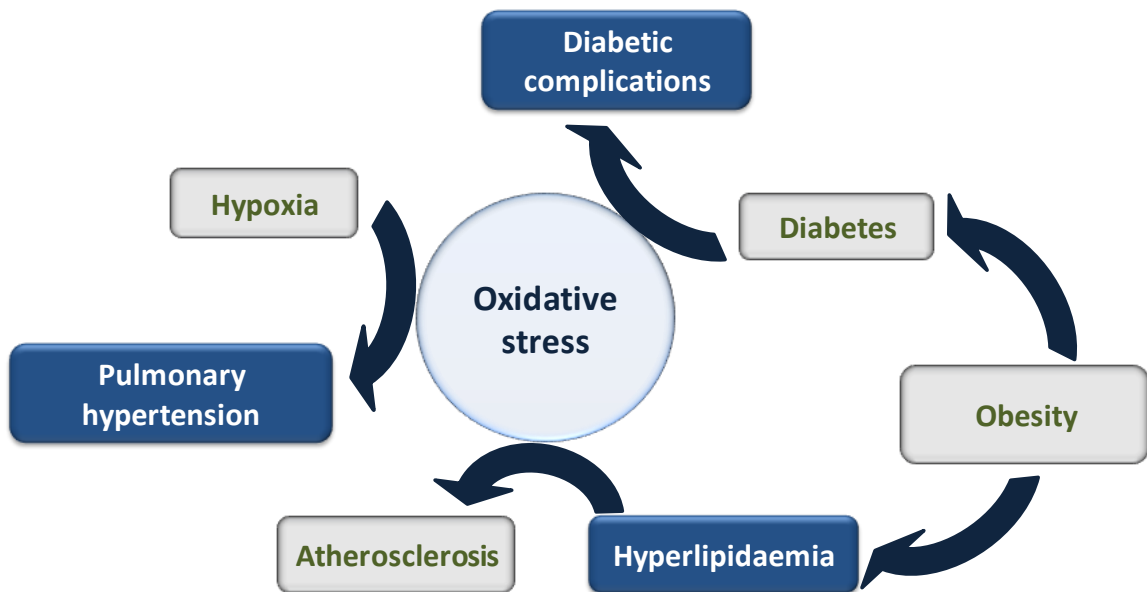 Diabetic
complications
Hypoxia
Diabetes
Oxidative
stress
Pulmonary
hypertension
Obesity
Atherosclerosis
Hyperlipidaemia